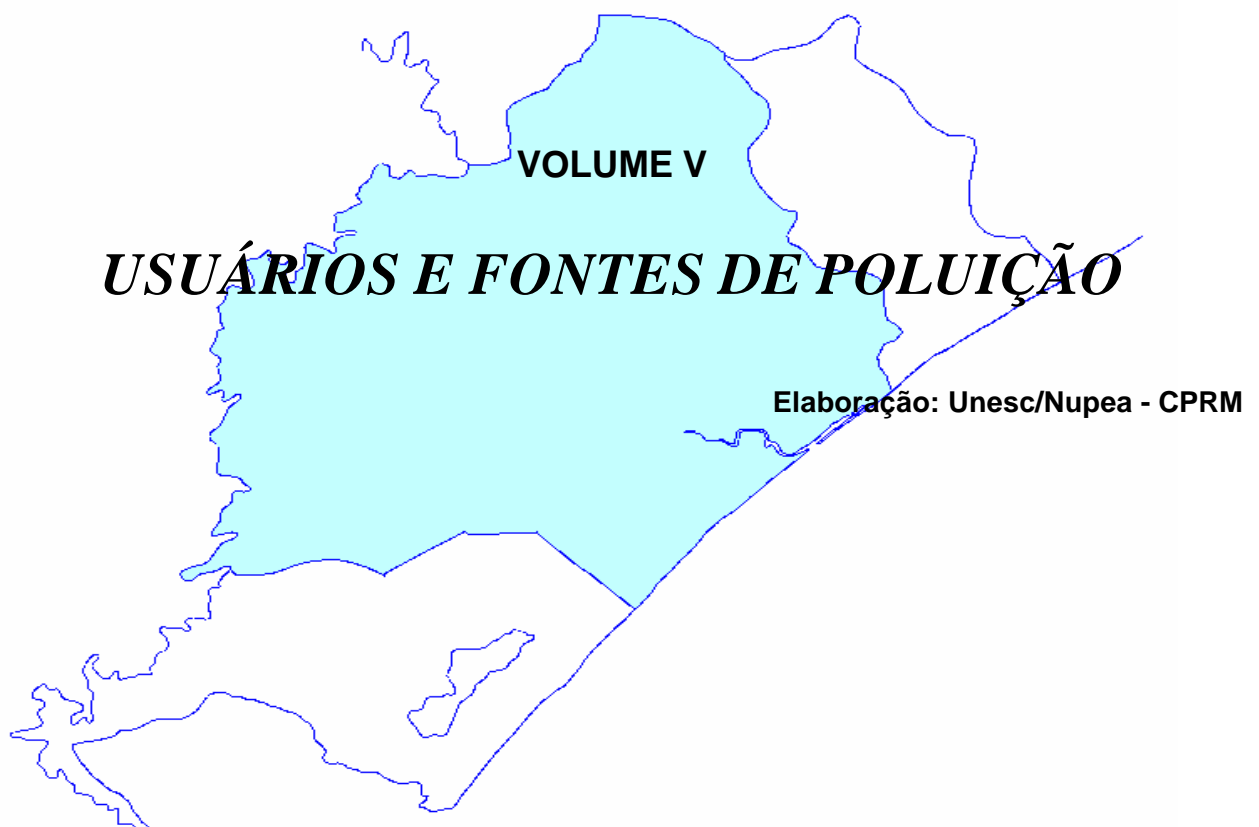 VOLUME V
USUÁRIOS E FONTES DE POLUIÇÃO
Elaboração: Unesc/Nupea - CPRM